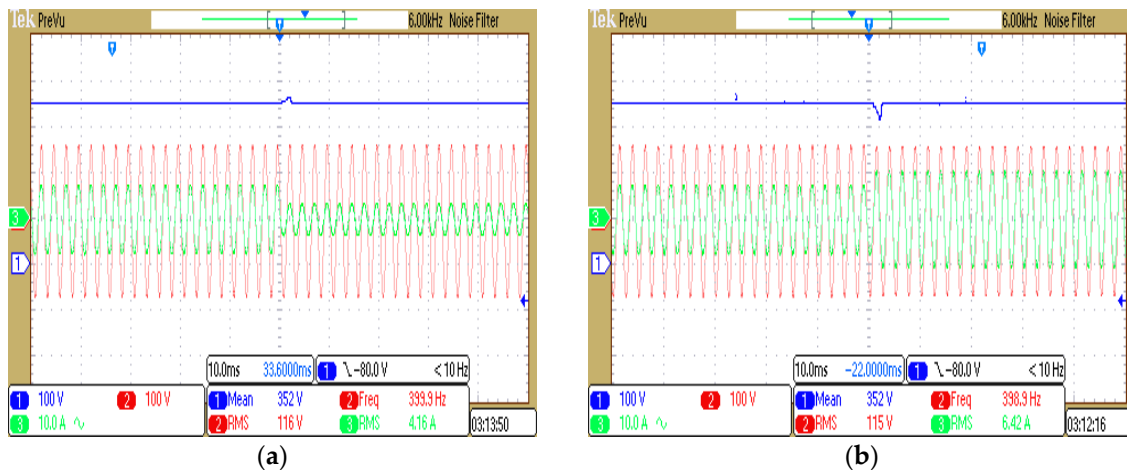 Tek PreVu 6.00kHz Noise Filter
3
1
10.0ms 33.6000ms 1 -80.0V <10 Hz
1 100 V 2 100 V 1 Mean 352 V 2 Freq 399.9 Hz
3 10.0 A 2 RMS 116 V 3 RMS 4.16 A 03:13:50
(a)
Tek PreVu 6.00kHz Noise Filter
3
1
10.0ms -22.0000ms 1 -80.0V <10 Hz
1 100 V 2 100 V 1 Mean 352 V 2 Freq 398.9 Hz
3 10.0 A 2 RMS 115 V 3 RMS 6.42 A 03:12:16
(b)